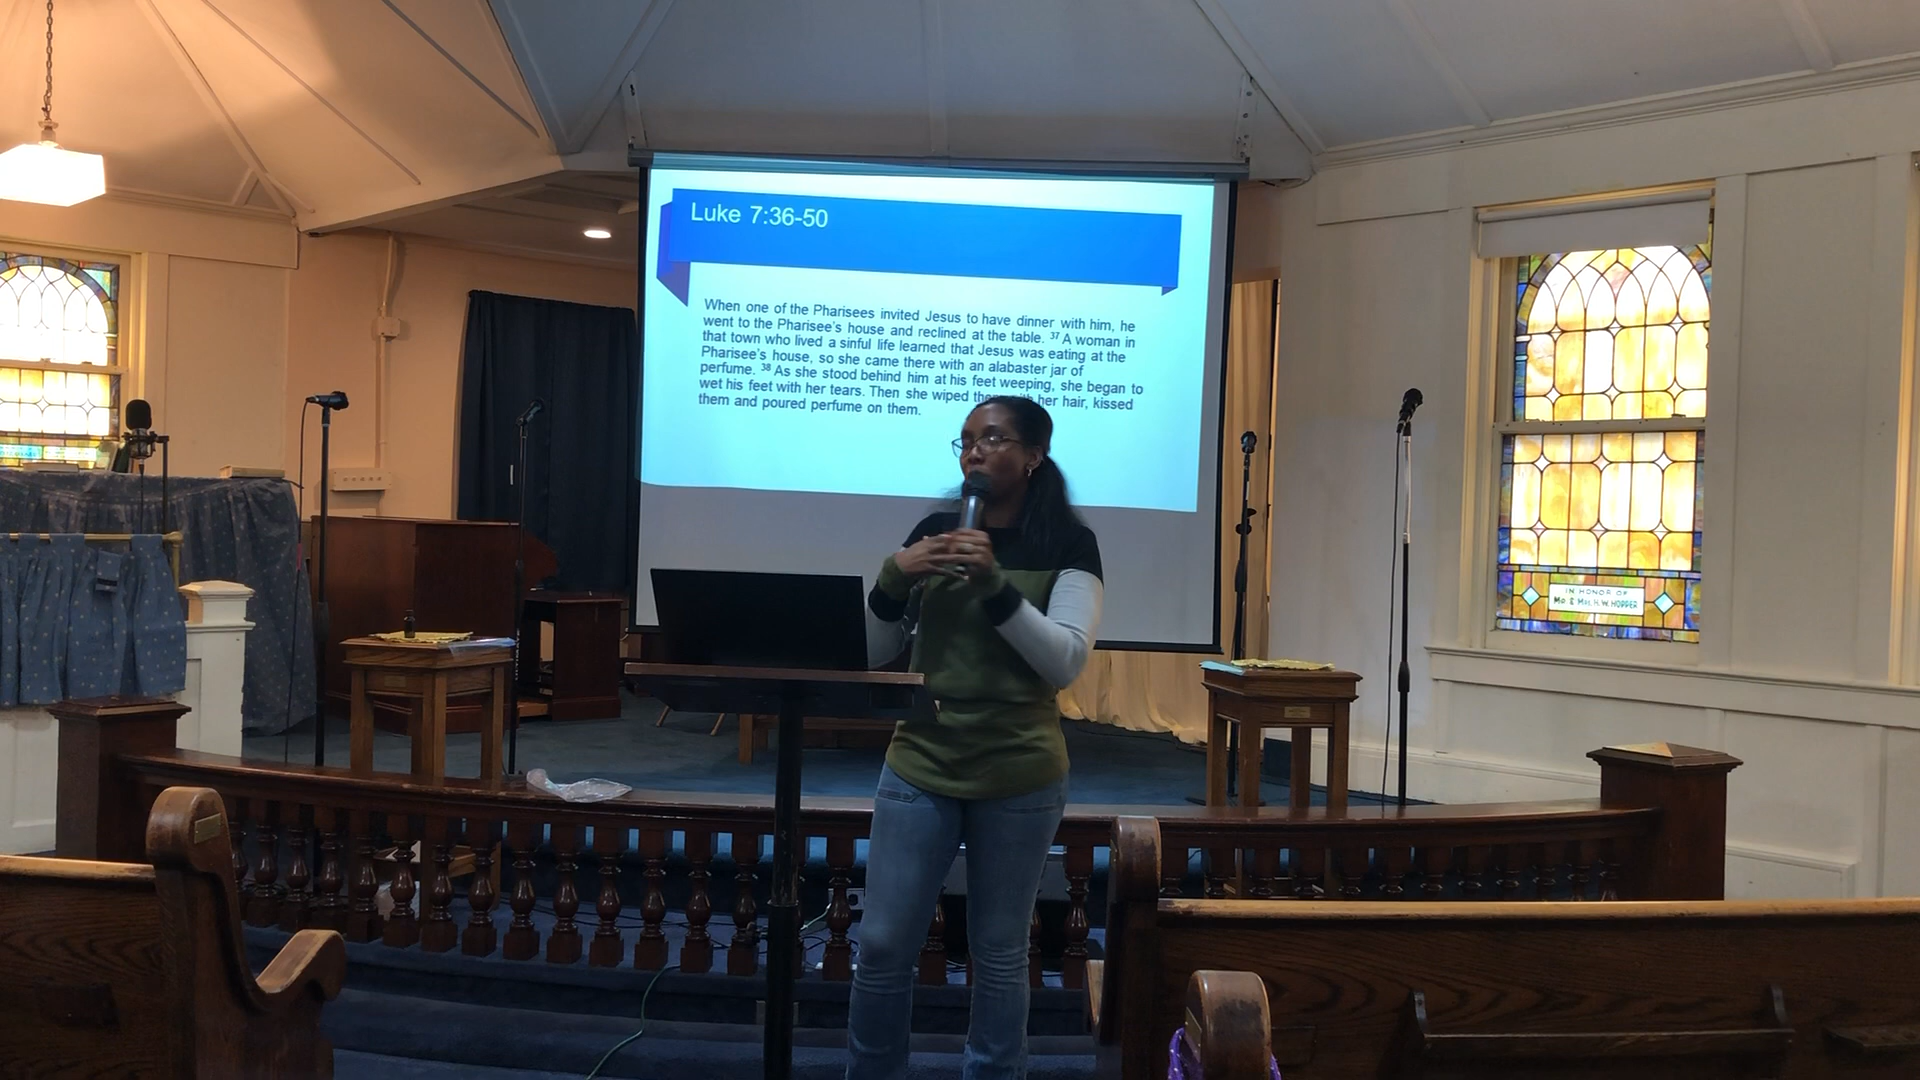 Luke 7:36-50
When one of the Pharisees invited Jesus to have dinner with him, he
went to the Pharisee's house and reclined at the table. ³⁷ A woman in
that town who lived a sinful life learned that Jesus was eating at the
Pharisee's house, so she came there with an alabaster jar of
perfume. ³⁸ As she stood behind him at his feet weeping, she began to
wet his feet with her tears. Then she wiped her hair, kissed
them and poured perfume on them.
IN HONOR OF
MR & MRS. H. W. HOPPER